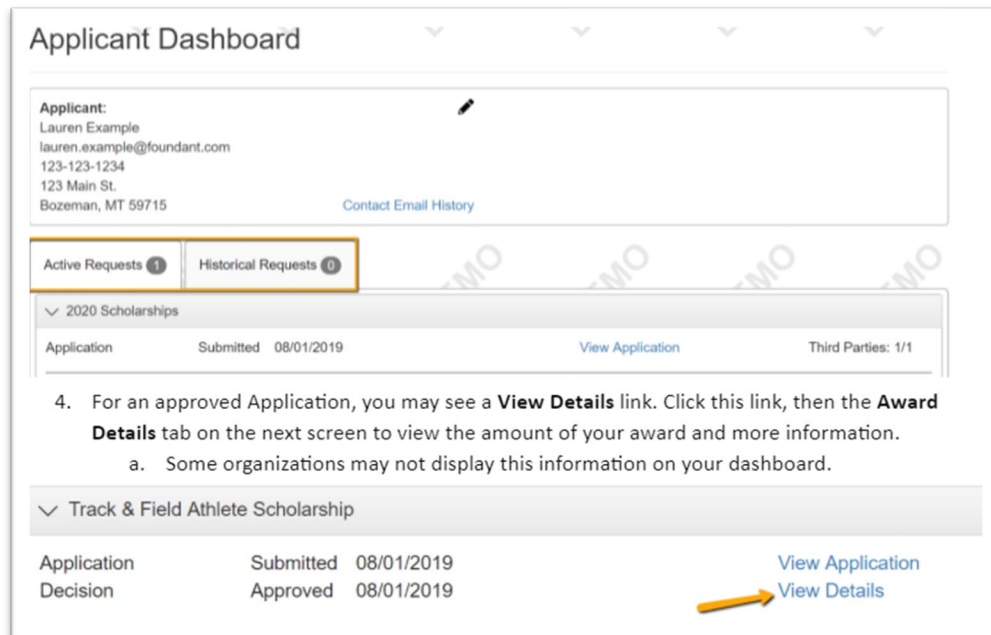 Applicant Dashboard
Applicant:
Lauren Example
lauren.example@foundant.com
123-123-1234
123 Main St.
Bozeman, MT 59715 Contact Email History
Active Requests 1 Historical Requests 0
2020 Scholarships
Application Submitted 08/01/2019 View Application Third Parties: 1/1
4. For an approved Application, you may see a View Details link. Click this link, then the Award
Details tab on the next screen to view the amount of your award and more information.
a. Some organizations may not display this information on your dashboard.
Track & Field Athlete Scholarship
Application Submitted 08/01/2019 View Application
Decision Approved 08/01/2019 View Details